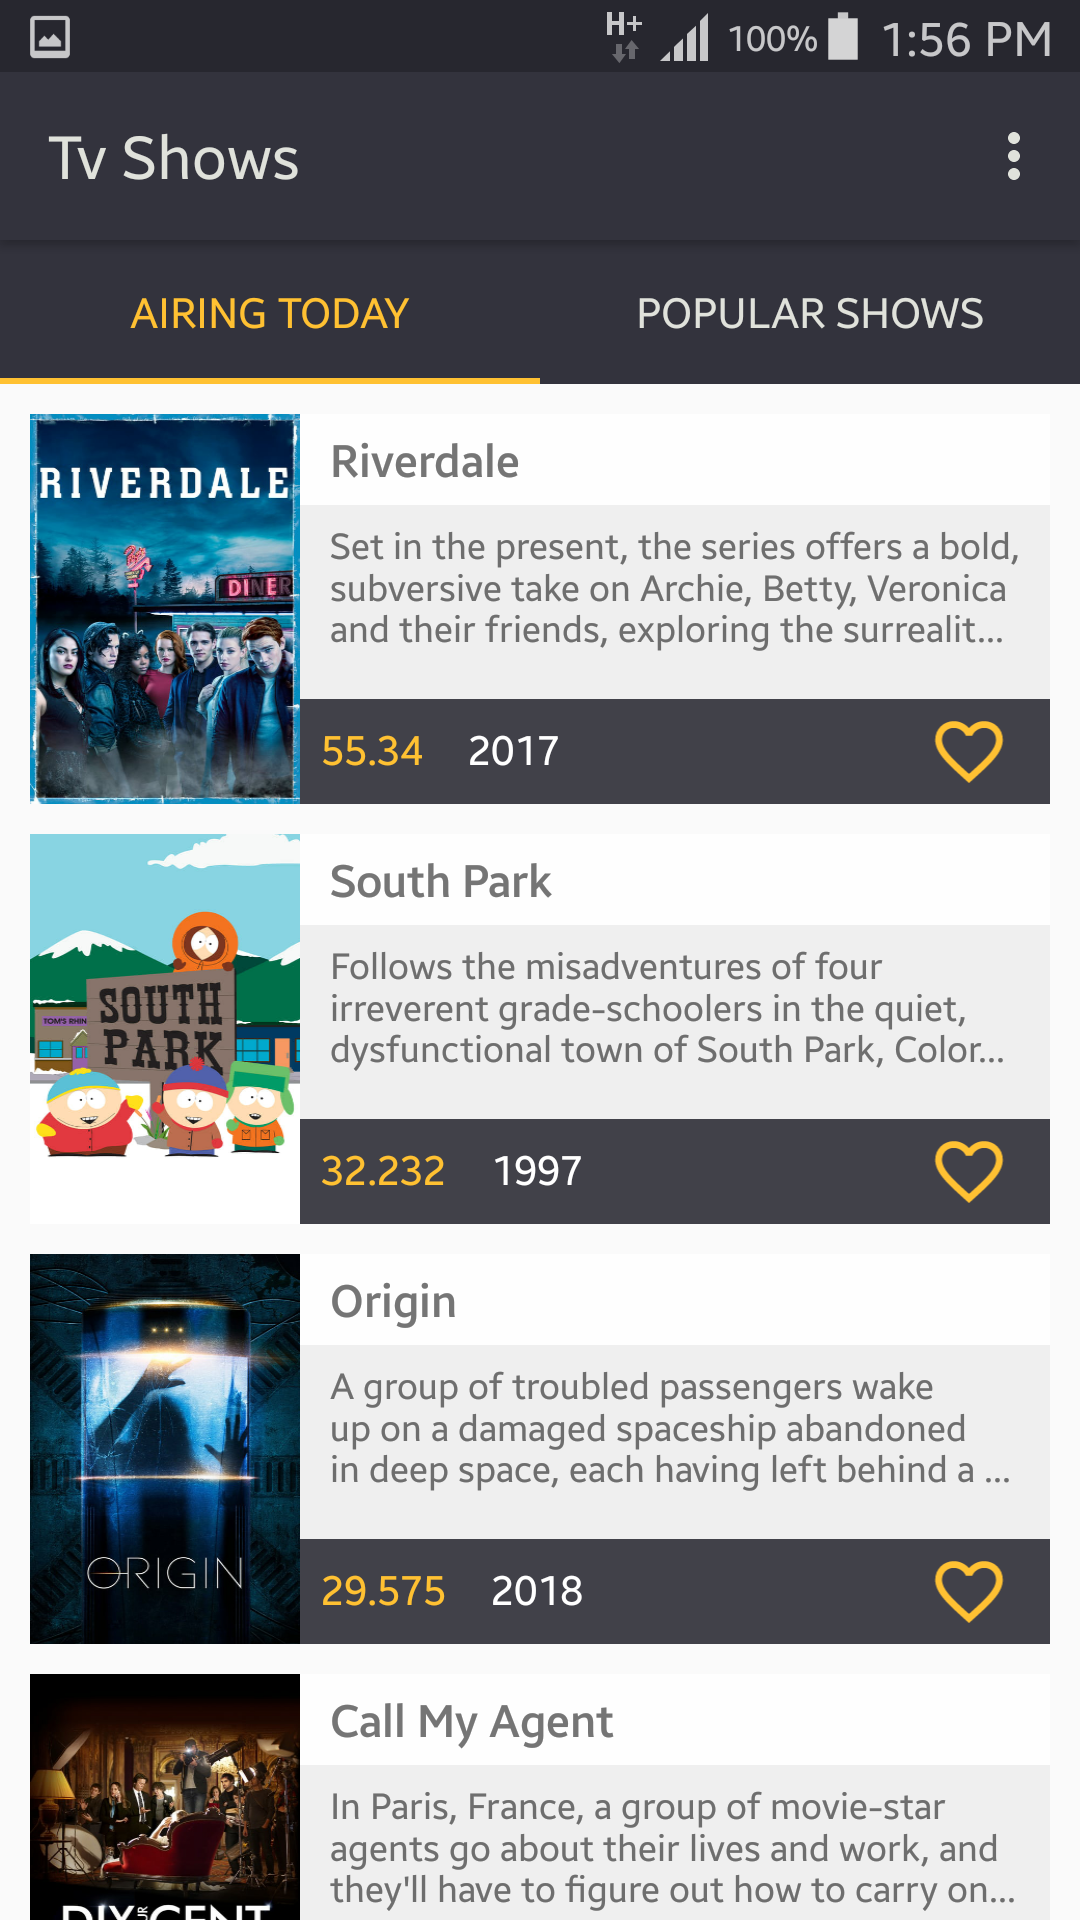 H+ 100% 1:56 PM
Tv Shows
AIRING TODAY POPULAR SHOWS
RIVERDALE
DINER
Riverdale
Set in the present, the series offers a bold,
subversive take on Archie, Betty, Veronica
and their friends, exploring the surrealit...
55.34 2017
TOM'S RHIN
SOUTH
PARK
South Park
Follows the misadventures of four
irreverent grade-schoolers in the quiet,
dysfunctional town of South Park, Color...
32.232 1997
ORIGIN
Origin
A group of troubled passengers wake
up on a damaged spaceship abandoned
in deep space, each having left behind a ...
29.575 2018
Call My Agent
In Paris, France, a group of movie-star
agents go about their lives and work, and
they'll have to figure out how to carry on...